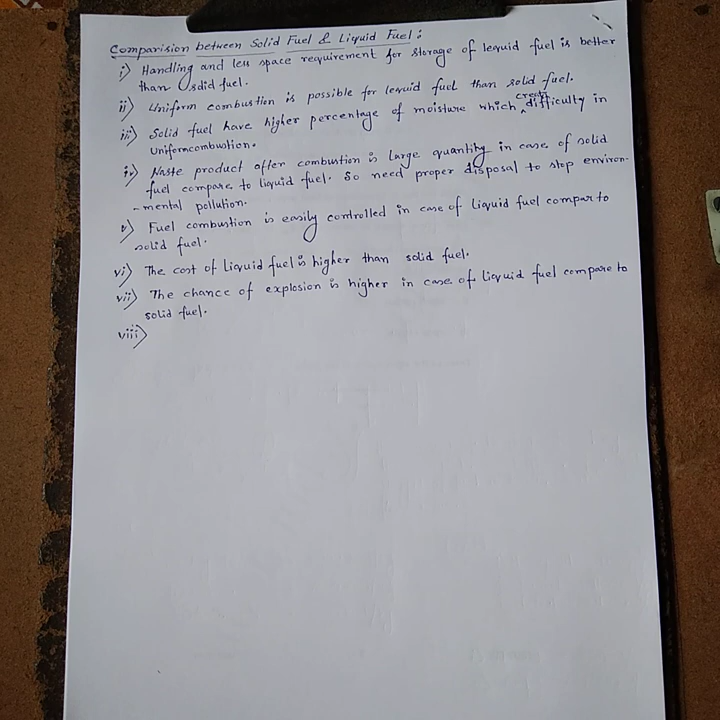 Comparision between Solid Fuel & Liquid Fuel:
i) Handling and less space requirement for storage of lequid fuel is better
than sdid fuel.
ii) Uniform combustion is possible for lequid fuel than solid fuel.
iii) Solid fuel have higher percentage of moisture which creat difficulty in
Uniformcombustion.
iv) Waste product after combustion is Large quantity in case of solid
fuel compare to liquid fuel. So need proper disposal to stop environ-
-mental pollution.
v) Fuel combustion is easily controlled in case of Liquid fuel compar to
solid fuel.
vi) The cost of liquid fuel is higher than solid fuel.
vii) The chance of explosion is higher in case of liquid fuel compare to
solid fuel.
viii)